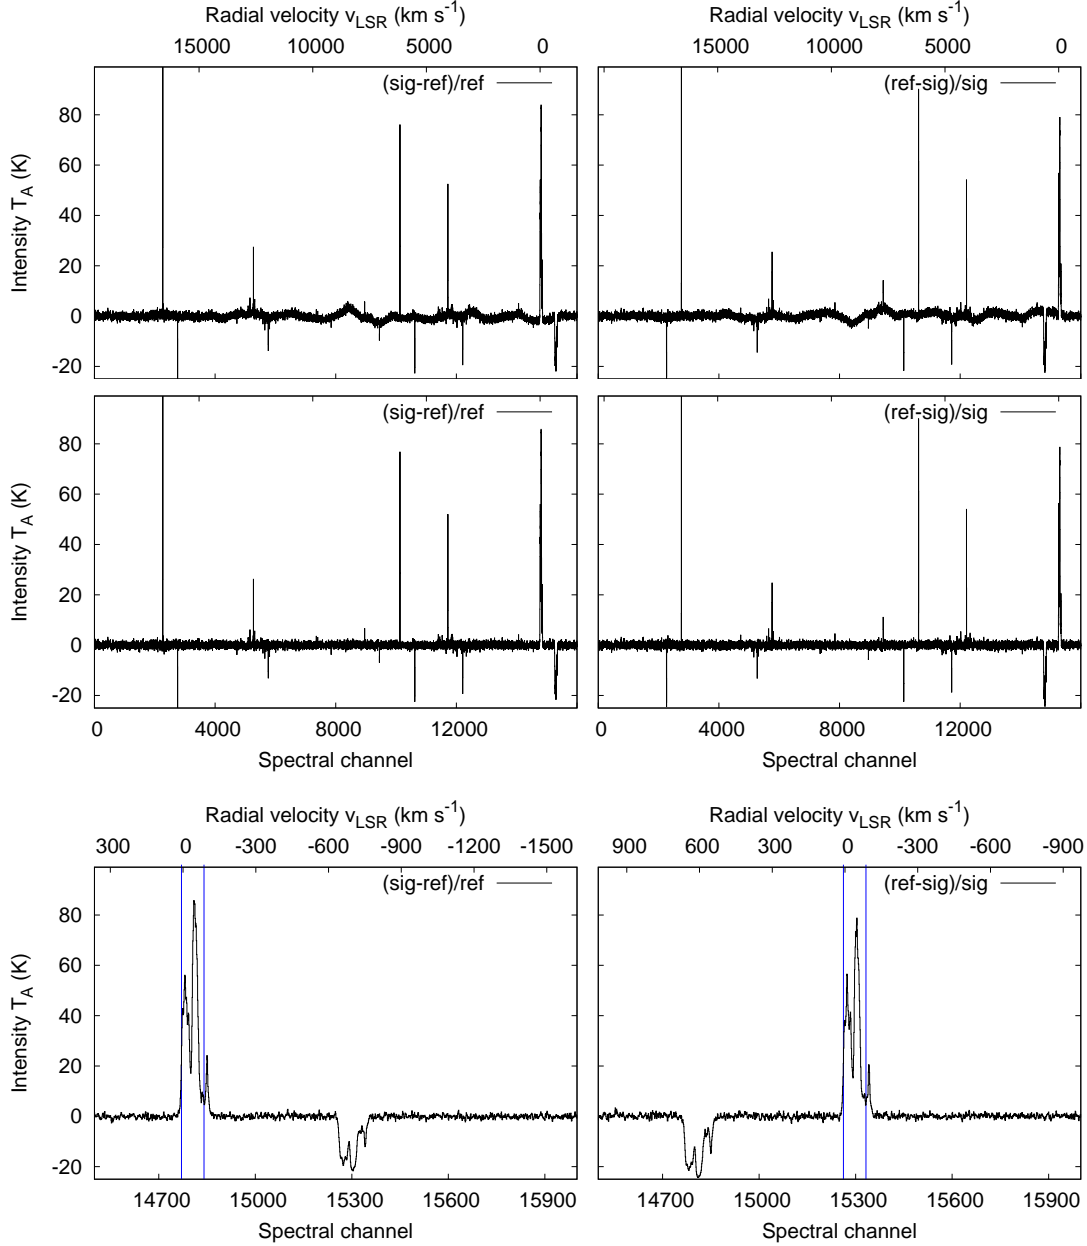 Radial velocity v_LSR (km s^-1) Radial velocity v_LSR (km s^-1)
15000 10000 5000 0 15000 10000 5000 0
(sig-ref)/ref (ref-sig)/sig
80
60
40
20
0
-20
Intensity T_A (K)
(sig-ref)/ref (ref-sig)/sig
80
60
40
20
0
-20
Intensity T_A (K)
0 4000 8000 12000 0 4000 8000 12000
Spectral channel Spectral channel
Radial velocity v_LSR (km s^-1) Radial velocity v_LSR (km s^-1)
300 0 -300 -600 -900 -1200 -1500 900 600 300 0 -300 -600 -900
(sig-ref)/ref (ref-sig)/sig
80
60
40
20
0
-20
Intensity T_A (K)
14700 15000 15300 15600 15900 14700 15000 15300 15600 15900
Spectral channel Spectral channel